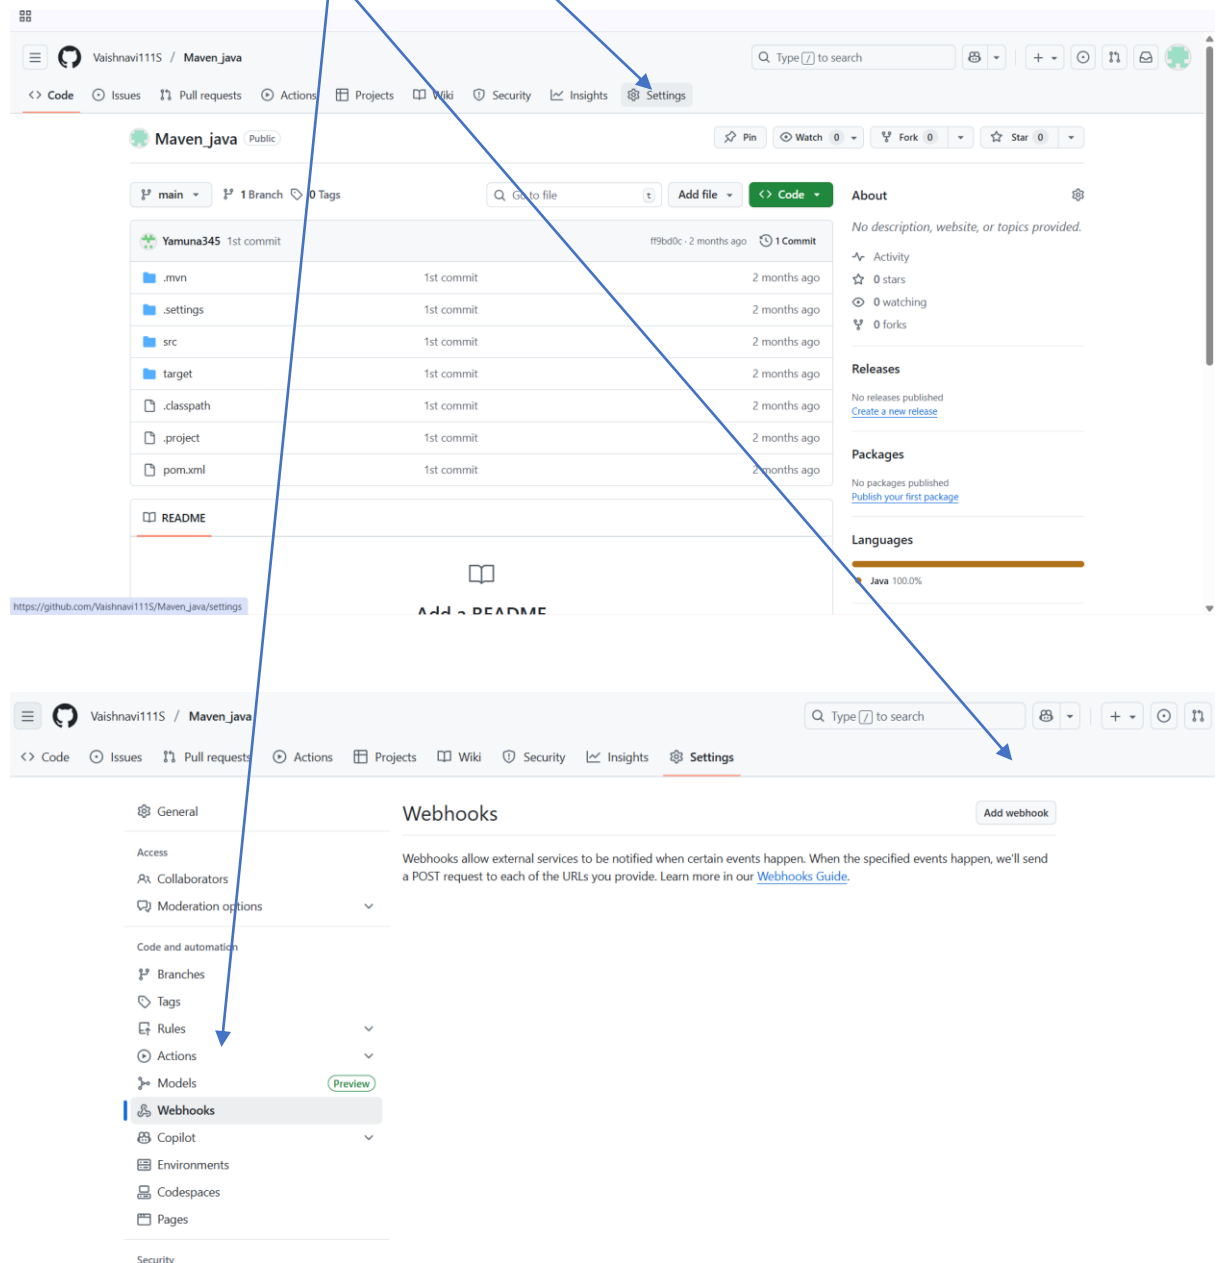 Vaishnavi111S / Maven_java
Type / to search
Code Issues Pull requests Actions Projects Wiki Security Insights Settings
Maven_java Public
Pin Watch 0 Fork 0 Star 0
main 1 Branch 0 Tags
Go to file t Add file Code
Yamuna345 1st commit ff9bd0c · 2 months ago 1 Commit
.mvn 1st commit 2 months ago
.settings 1st commit 2 months ago
src 1st commit 2 months ago
target 1st commit 2 months ago
.classpath 1st commit 2 months ago
.project 1st commit 2 months ago
pom.xml 1st commit 2 months ago
README
Add a README
About
No description, website, or topics provided.
Activity
0 stars
0 watching
0 forks
Releases
No releases published
Create a new release
Packages
No packages published
Publish your first package
Languages
Java 100.0%
https://github.com/Vaishnavi111S/Maven_java/settings
Vaishnavi111S / Maven_java
Type / to search
Code Issues Pull requests Actions Projects Wiki Security Insights Settings
General
Access
Collaborators
Moderation options
Code and automation
Branches
Tags
Rules
Actions
Models Preview
Webhooks
Copilot
Environments
Codespaces
Pages
Security
Webhooks
Add webhook
Webhooks allow external services to be notified when certain events happen. When the specified events happen, we'll send
a POST request to each of the URLs you provide. Learn more in our Webhooks Guide.